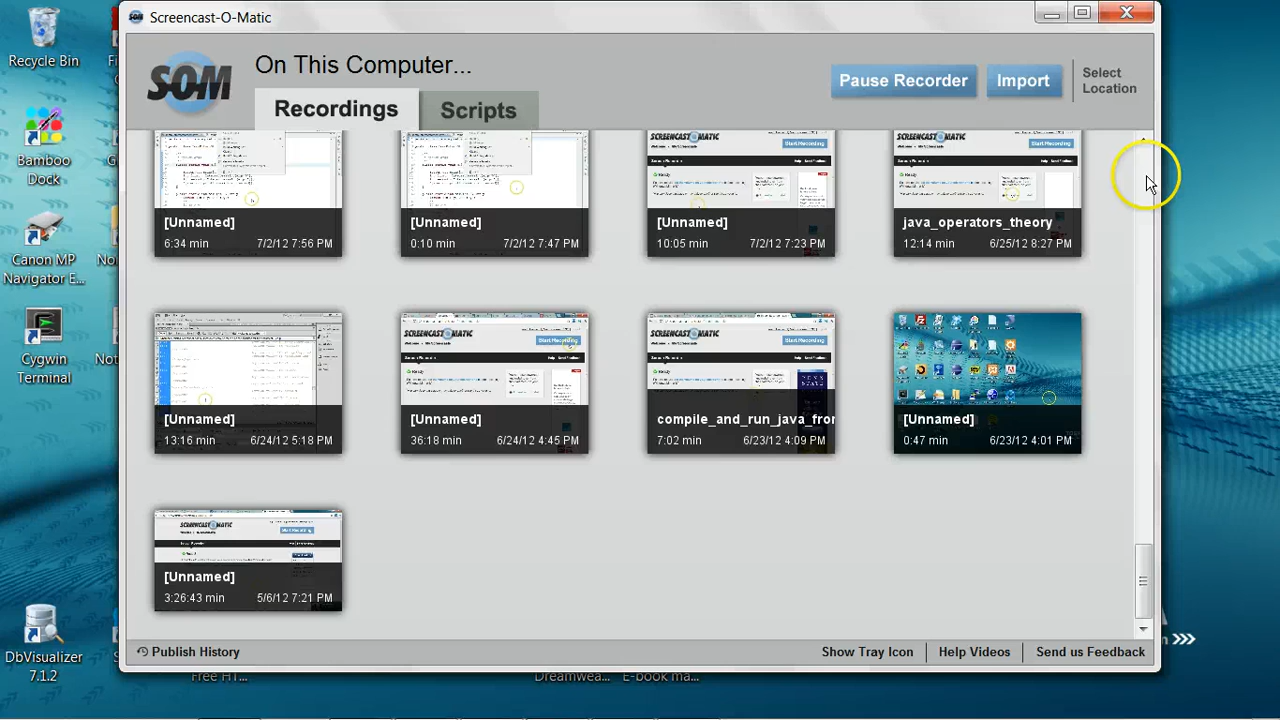 Screencast-O-Matic
Recycle Bin
SOM
On This Computer...
Pause Recorder
Import
Select
Location
Recordings
Scripts
Bamboo
Dock
[Unnamed]
6:34 min 7/2/12 7:56 PM
[Unnamed]
0:10 min 7/2/12 7:47 PM
[Unnamed]
10:05 min 7/2/12 7:23 PM
java_operators_theory
12:14 min 6/25/12 8:27 PM
Canon MP
Navigator E...
Cygwin
Terminal
[Unnamed]
13:16 min 6/24/12 5:18 PM
[Unnamed]
36:18 min 6/24/12 4:45 PM
compile_and_run_java_fror
7:02 min 6/23/12 4:09 PM
[Unnamed]
0:47 min 6/23/12 4:01 PM
SCREENCAST-O-MATIC
Start Recording
[Unnamed]
3:26:43 min 5/6/12 7:21 PM
DbVisualizer
7.1.2
Publish History
Show Tray Icon
Help Videos
Send us Feedback
Free HT...
Dreamwea...
E-book ma...